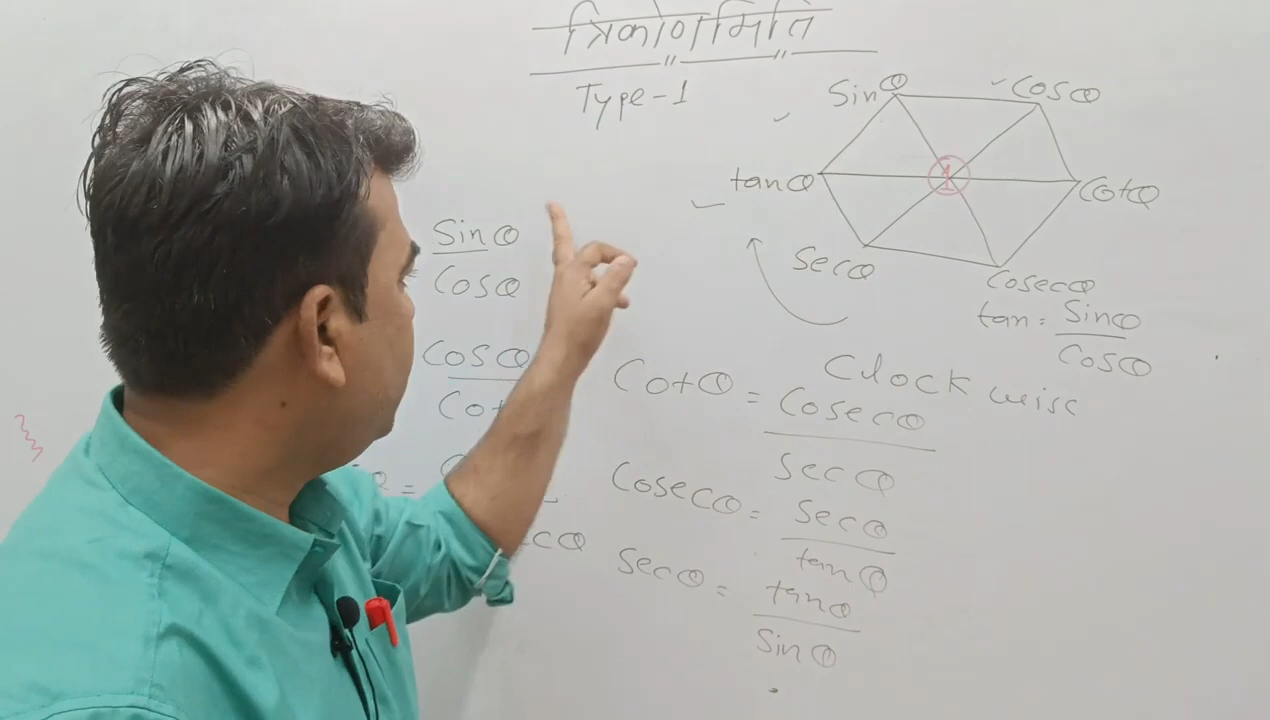 त्रिकोणमिति
Type-1
Sinθ
Cosθ
tanθ
1
Cotθ
Secθ
Cosecθ
tan = Sinθ
Cosθ
Sinθ
Cosθ
Cosθ
Cot
Clock wise
Cotθ = Cosecθ
Secθ
Cosecθ = Secθ
tanθ
Secθ = tanθ
Sinθ